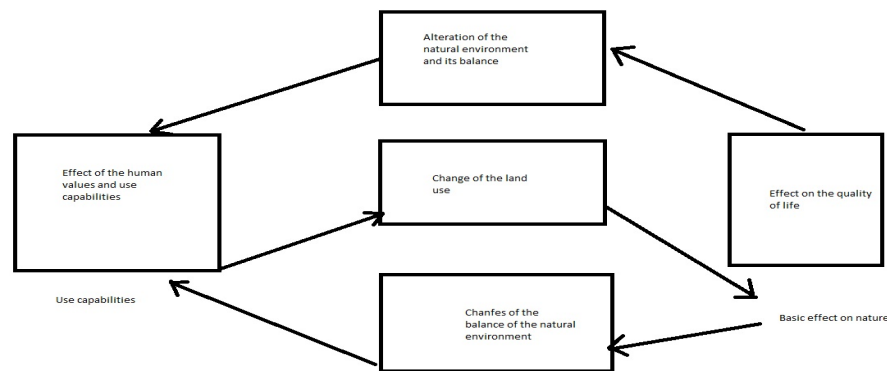 Alteration of the
natural environment
and its balance
Effect of the human
values and use
capabilities
Change of the land
use
Effect on the quality
of life
Use capabilities
Chanfes of the
balance of the natural
environment
Basic effect on nature